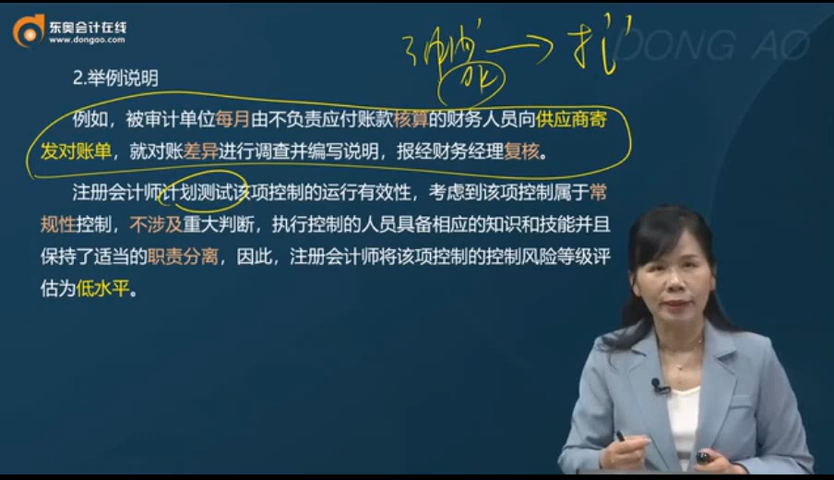 东奥会计在线
www.dongao.com
DONG AO
2.举例说明
例如，被审计单位每月由不负责应付账款核算的财务人员向供应商寄
发对账单，就对账差异进行调查并编写说明，报经财务经理复核。
注册会计师计划测试该项控制的运行有效性，考虑到该项控制属于常
规性控制，不涉及重大判断，执行控制的人员具备相应的知识和技能并且
保持了适当的职责分离，因此，注册会计师将该项控制的控制风险等级评
估为低水平。